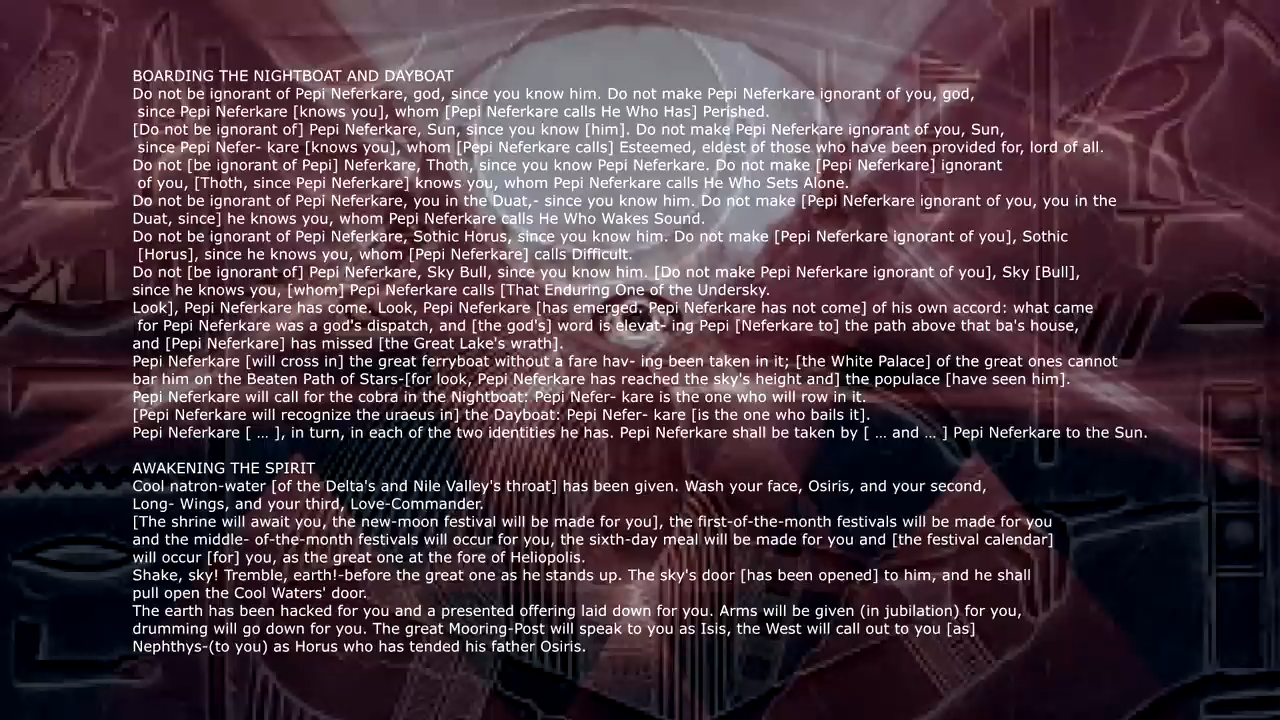 BOARDING THE NIGHTBOAT AND DAYBOAT
Do not be ignorant of Pepi Neferkare, god, since you know him. Do not make Pepi Neferkare ignorant of you, god,
since Pepi Neferkare [knows you], whom [Pepi Neferkare calls He Who Has] Perished.
[Do not be ignorant of] Pepi Neferkare, Sun, since you know [him]. Do not make Pepi Neferkare ignorant of you, Sun,
since Pepi Nefer- kare [knows you], whom [Pepi Neferkare calls] Esteemed, eldest of those who have been provided for, lord of all.
Do not [be ignorant of Pepi] Neferkare, Thoth, since you know Pepi Neferkare. Do not make [Pepi Neferkare] ignorant
of you, [Thoth, since Pepi Neferkare] knows you, whom Pepi Neferkare calls He Who Sets Alone.
Do not be ignorant of Pepi Neferkare, you in the Duat,- since you know him. Do not make [Pepi Neferkare ignorant of you, you in the
Duat, since] he knows you, whom Pepi Neferkare calls He Who Wakes Sound.
Do not be ignorant of Pepi Neferkare, Sothic Horus, since you know him. Do not make [Pepi Neferkare ignorant of you], Sothic
[Horus], since he knows you, whom [Pepi Neferkare] calls Difficult.
Do not [be ignorant of] Pepi Neferkare, Sky Bull, since you know him. [Do not make Pepi Neferkare ignorant of you], Sky [Bull],
since he knows you, [whom] Pepi Neferkare calls [That Enduring One of the Undersky.
Look], Pepi Neferkare has come. Look, Pepi Neferkare [has emerged. Pepi Neferkare has not come] of his own accord: what came
for Pepi Neferkare was a god's dispatch, and [the god's] word is elevat- ing Pepi [Neferkare to] the path above that ba's house,
and [Pepi Neferkare] has missed [the Great Lake's wrath].
Pepi Neferkare [will cross in] the great ferryboat without a fare hav- ing been taken in it; [the White Palace] of the great ones cannot
bar him on the Beaten Path of Stars-[for look, Pepi Neferkare has reached the sky's height and] the populace [have seen him].
Pepi Neferkare will call for the cobra in the Nightboat: Pepi Nefer- kare is the one who will row in it.
[Pepi Neferkare will recognize the uraeus in] the Dayboat: Pepi Nefer- kare [is the one who bails it].
Pepi Neferkare [ ... ], in turn, in each of the two identities he has. Pepi Neferkare shall be taken by [ ... and ... ] Pepi Neferkare to the Sun.
AWAKENING THE SPIRIT
Cool natron-water [of the Delta's and Nile Valley's throat] has been given. Wash your face, Osiris, and your second,
Long- Wings, and your third, Love-Commander.
[The shrine will await you, the new-moon festival will be made for you], the first-of-the-month festivals will be made for you
and the middle- of-the-month festivals will occur for you, the sixth-day meal will be made for you and [the festival calendar]
will occur [for] you, as the great one at the fore of Heliopolis.
Shake, sky! Tremble, earth!-before the great one as he stands up. The sky's door [has been opened] to him, and he shall
pull open the Cool Waters' door.
The earth has been hacked for you and a presented offering laid down for you. Arms will be given (in jubilation) for you,
drumming will go down for you. The great Mooring-Post will speak to you as Isis, the West will call out to you [as]
Nephthys-(to you) as Horus who has tended his father Osiris.